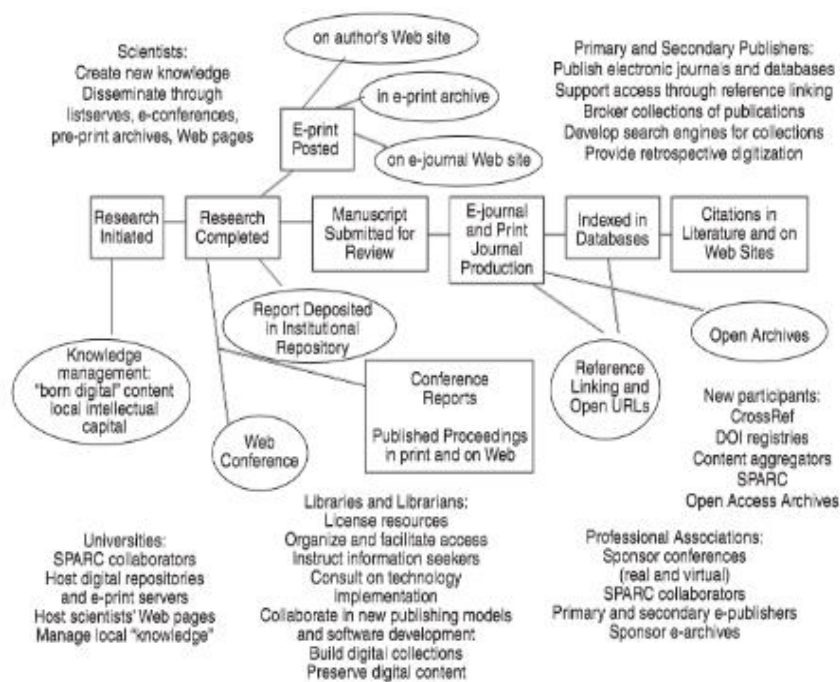 on author's Web site
Scientists:
Create new knowledge
Disseminate through
listserves, e-conferences,
pre-print archives, Web pages
Primary and Secondary Publishers:
Publish electronic journals and databases
Support access through reference linking
Broker collections of publications
Develop search engines for collections
Provide retrospective digitization
in e-print archive
E-print
Posted
on e-journal Web site
Research
Initiated
Research
Completed
Manuscript
Submitted for
Review
E-journal
and Print
Journal
Production
Indexed in
Databases
Citations in
Literature and on
Web Sites
Report Deposited
in Institutional
Repository
Open Archives
Knowledge
management:
"born digital" content
local intellectual
capital
Conference
Reports
Published Proceedings
in print and on Web
Reference
Linking and
Open URLs
Web
Conference
New participants:
CrossRef
DOI registries
Content aggregators
SPARC
Open Access Archives
Universities:
SPARC collaborators
Host digital repositories
and e-print servers
Host scientists' Web pages
Manage local "knowledge"
Libraries and Librarians:
License resources
Organize and facilitate access
Instruct information seekers
Consult on technology
implementation
Collaborate in new publishing models
and software development
Build digital collections
Preserve digital content
Professional Associations:
Sponsor conferences
(real and virtual)
SPARC collaborators
Primary and secondary e-publishers
Sponsor e-archives